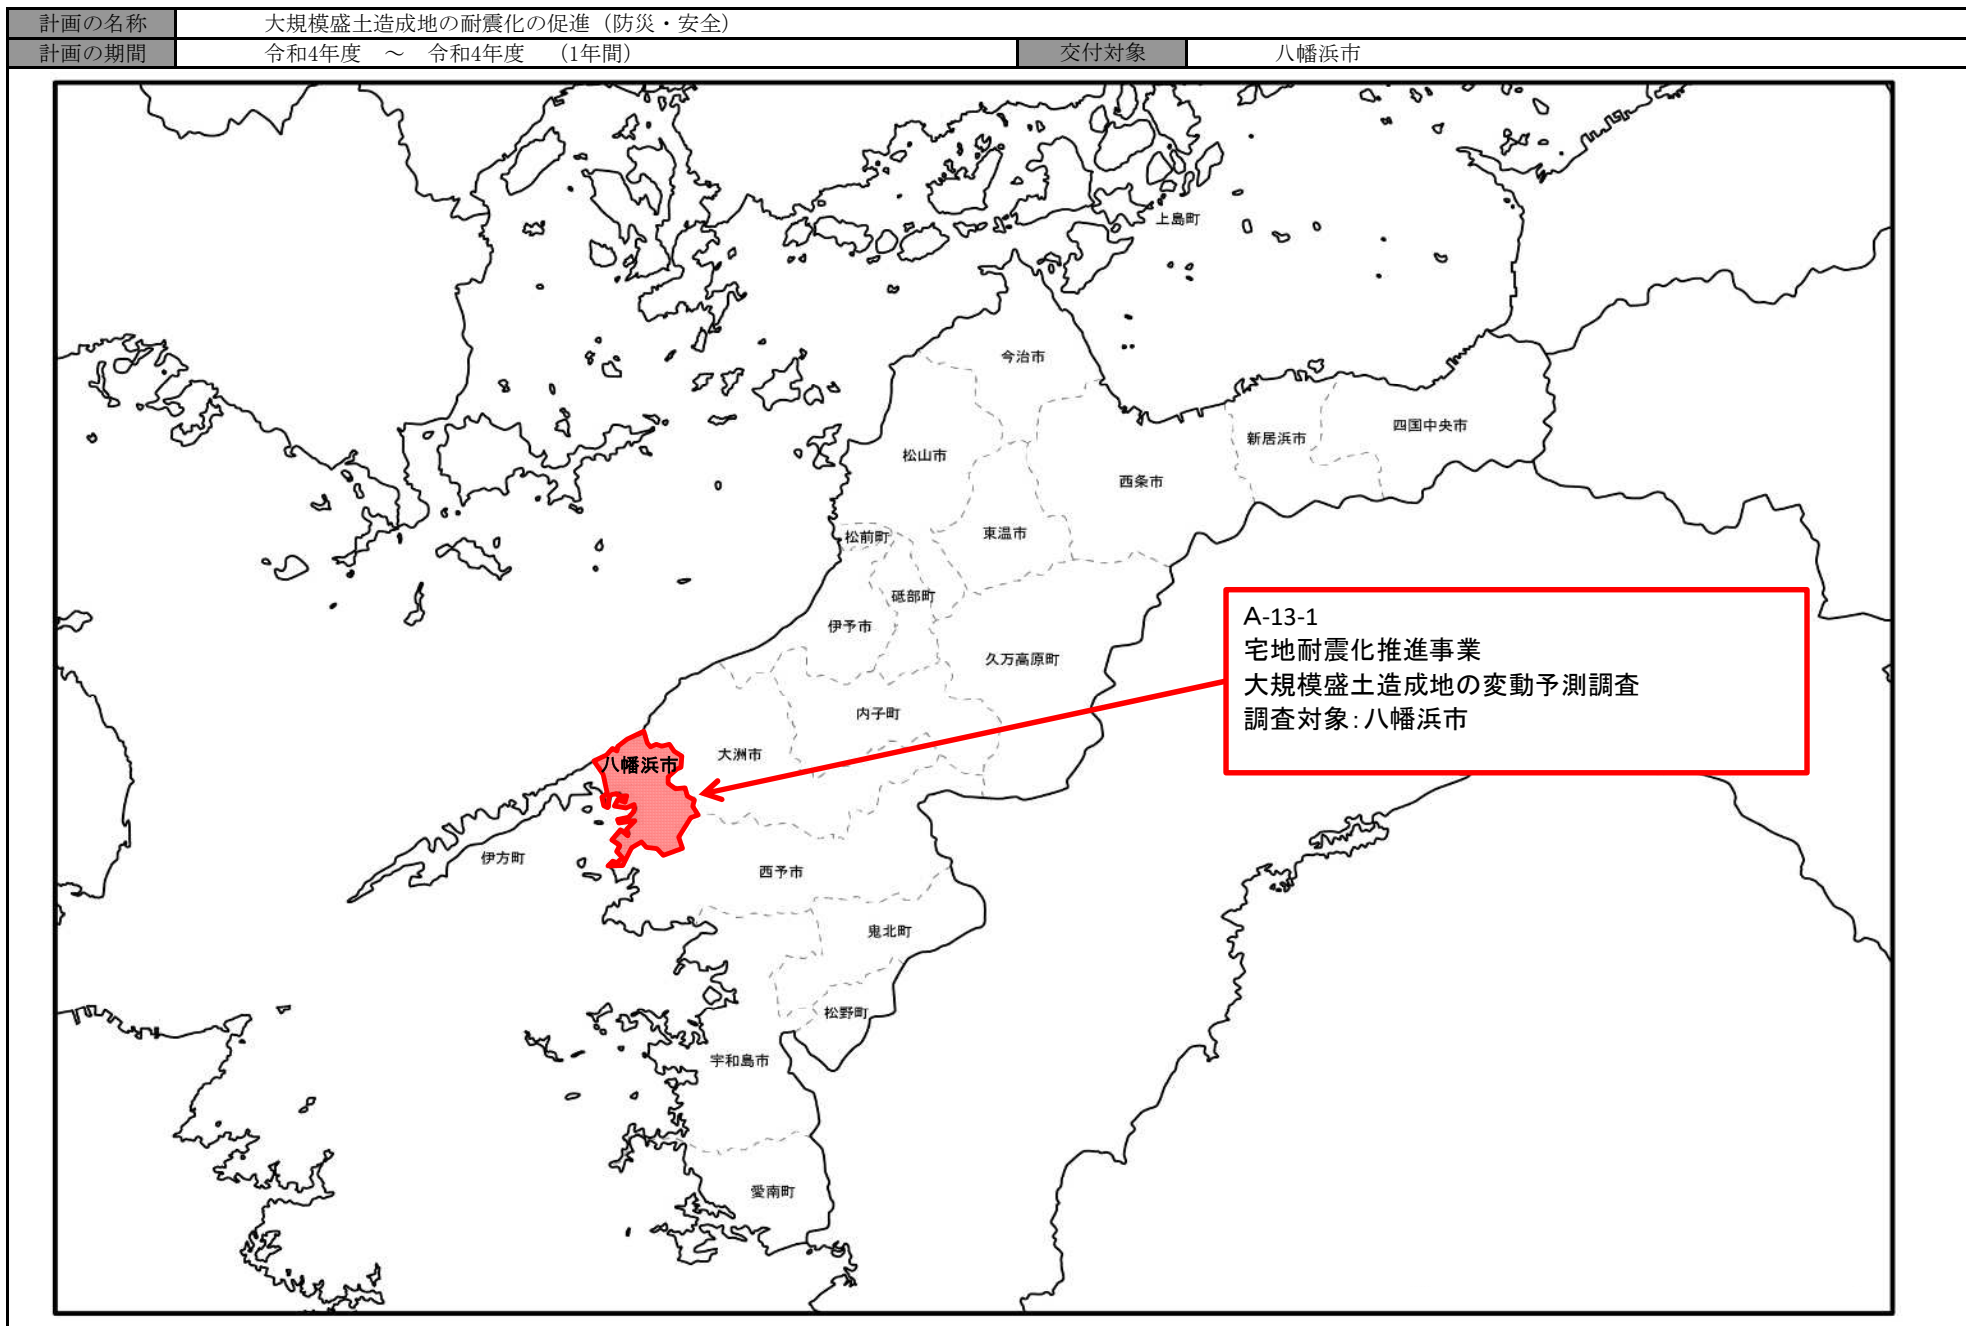 計画の名称 大規模盛土造成地の耐震化の促進（防災・安全）
計画の期間 令和4年度 ～ 令和4年度 （1年間） 交付対象 八幡浜市
上島町
今治市
四国中央市
新居浜市
松山市
西条市
東温市
松前町
砥部町
伊予市
久万高原町
A-13-1
宅地耐震化推進事業
大規模盛土造成地の変動予測調査
調査対象：八幡浜市
内子町
大洲市
八幡浜市
伊方町
西予市
鬼北町
松野町
宇和島市
愛南町